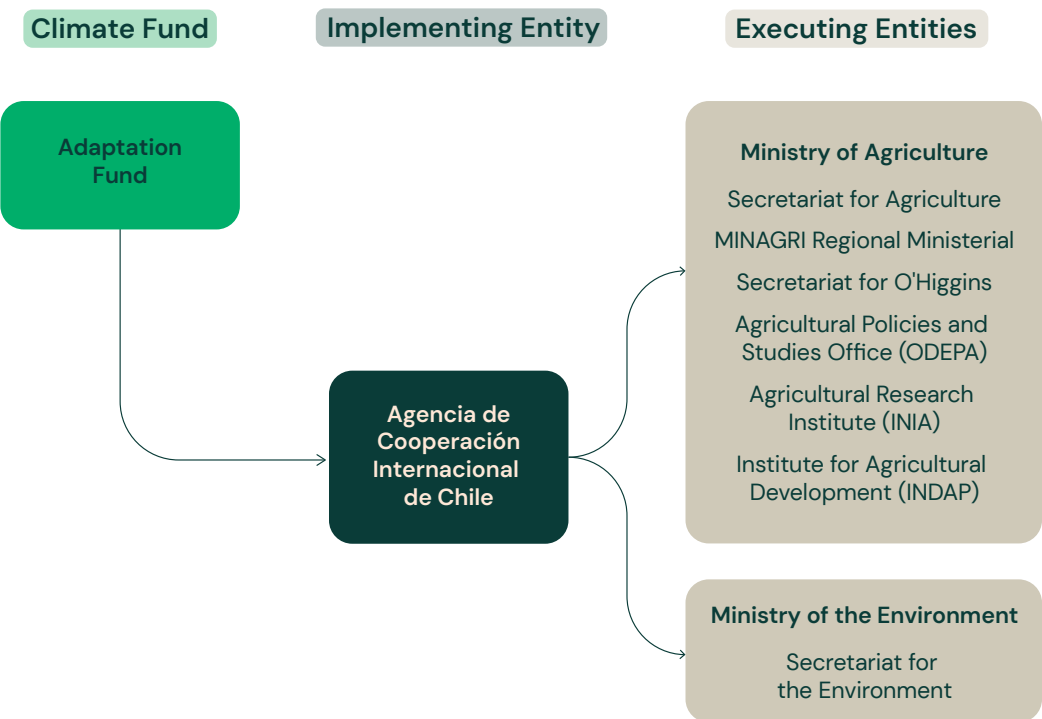 Climate Fund
Implementing Entity
Executing Entities
Adaptation
Fund
Agencia de
Cooperación
Internacional
de Chile
Ministry of Agriculture
Secretariat for Agriculture
MINAGRI Regional Ministerial
Secretariat for O'Higgins
Agricultural Policies and
Studies Office (ODEPA)
Agricultural Research
Institute (INIA)
Institute for Agricultural
Development (INDAP)
Ministry of the Environment
Secretariat for
the Environment